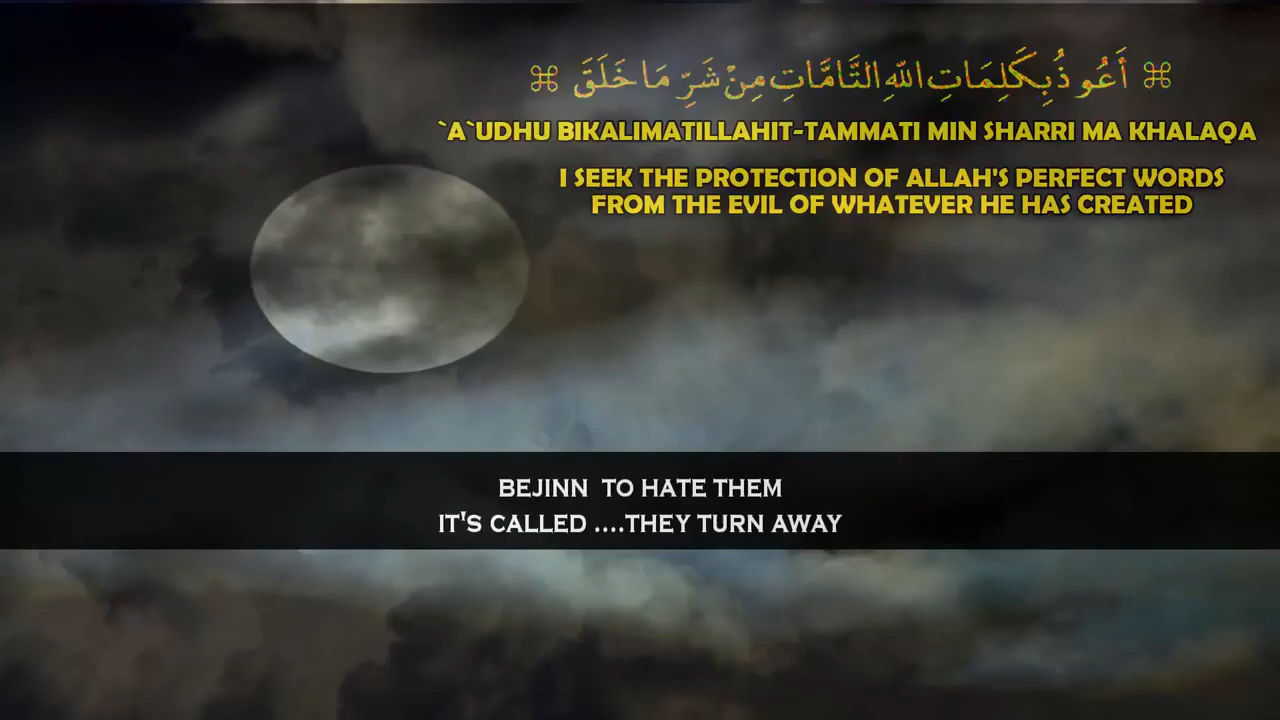 ⌘ أَعُوذُ بِكَلِمَاتِ اللّٰهِ التَّامَّاتِ مِنْ شَرِّ مَا خَلَقَ ⌘
`A`UDHU BIKALIMATILLAHIT-TAMMATI MIN SHARRI MA KHALAQA
I SEEK THE PROTECTION OF ALLAH'S PERFECT WORDS
FROM THE EVIL OF WHATEVER HE HAS CREATED
BEJINN TO HATE THEM
IT'S CALLED ....THEY TURN AWAY